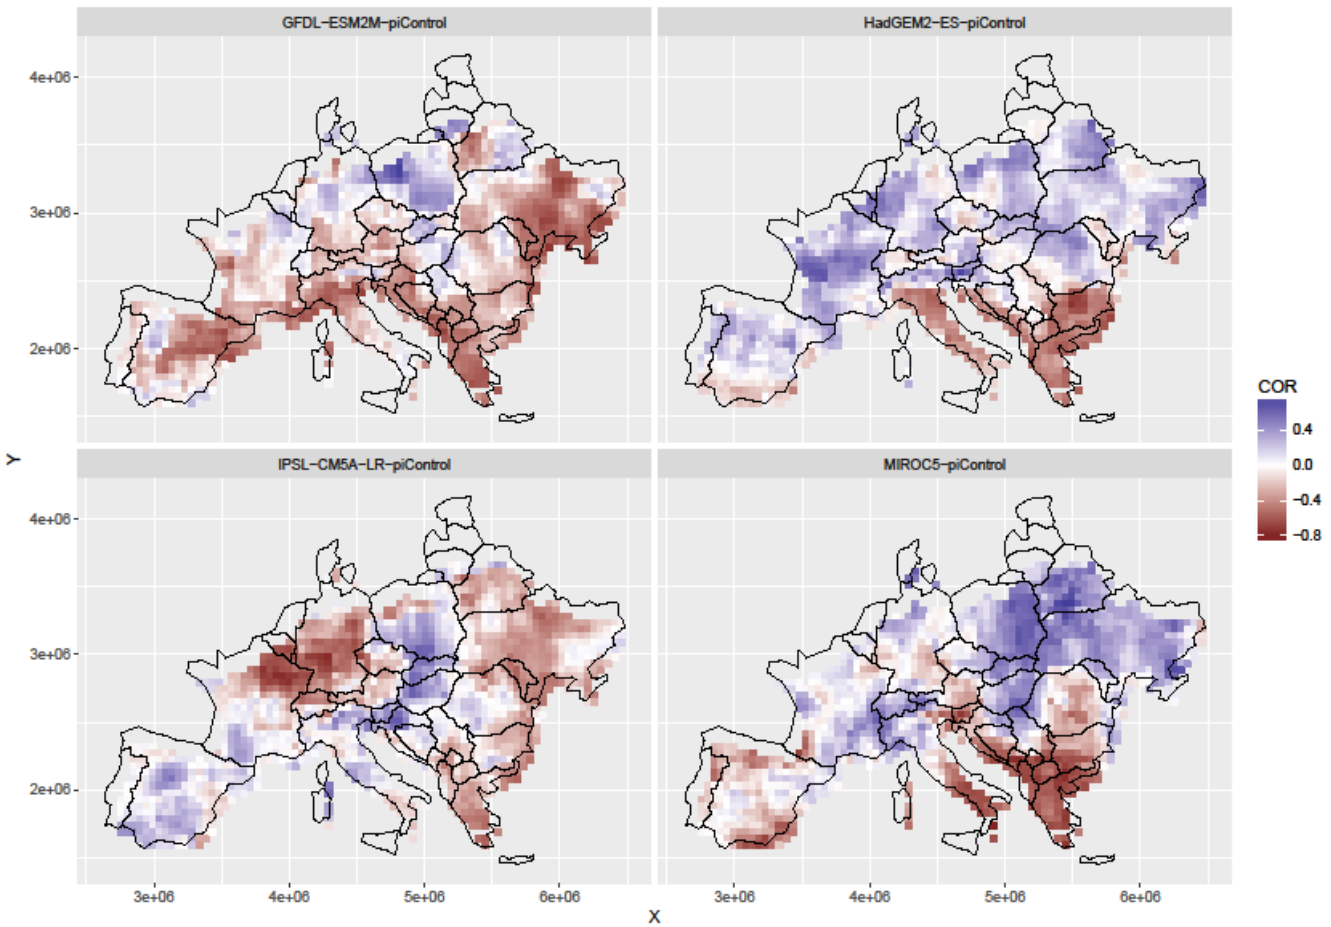 GFDL−ESM2M−piControl
HadGEM2−ES−piControl
4e+06
3e+06
2e+06
COR
0.4
0.0
−0.4
−0.8
Y
IPSL−CM5A−LR−piControl
MIROC5−piControl
4e+06
3e+06
2e+06
3e+06 4e+06 5e+06 6e+06 3e+06 4e+06 5e+06 6e+06
X